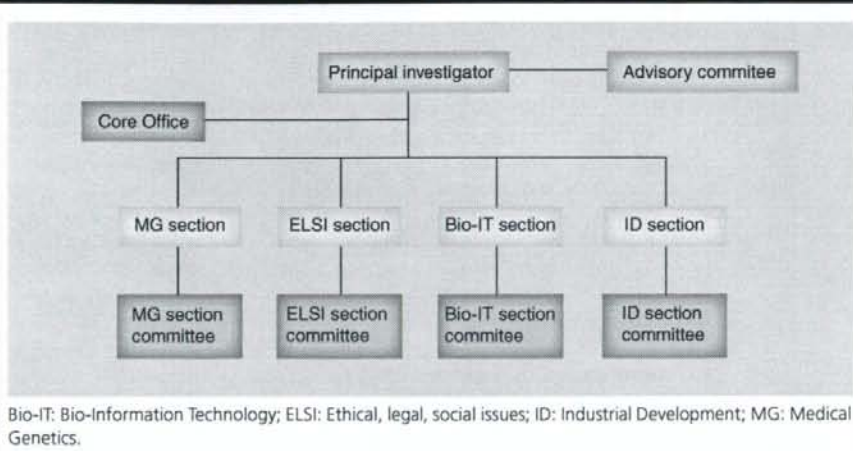 Principal investigator
Advisory commitee
Core Office
MG section
ELSI section
Bio-IT section
ID section
MG section
committee
ELSI section
committee
Bio-IT section
commitee
ID section
committee
Bio-IT: Bio-Information Technology; ELSI: Ethical, legal, social issues; ID: Industrial Development; MG: Medical
Genetics.